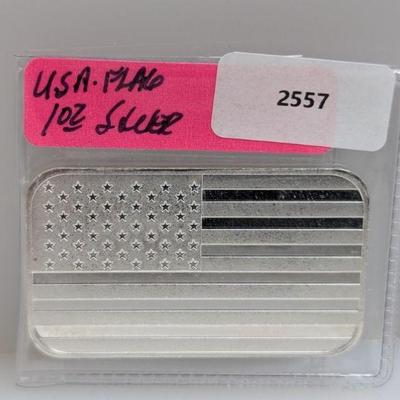 USA. FLAG
1oz SILVER
2557